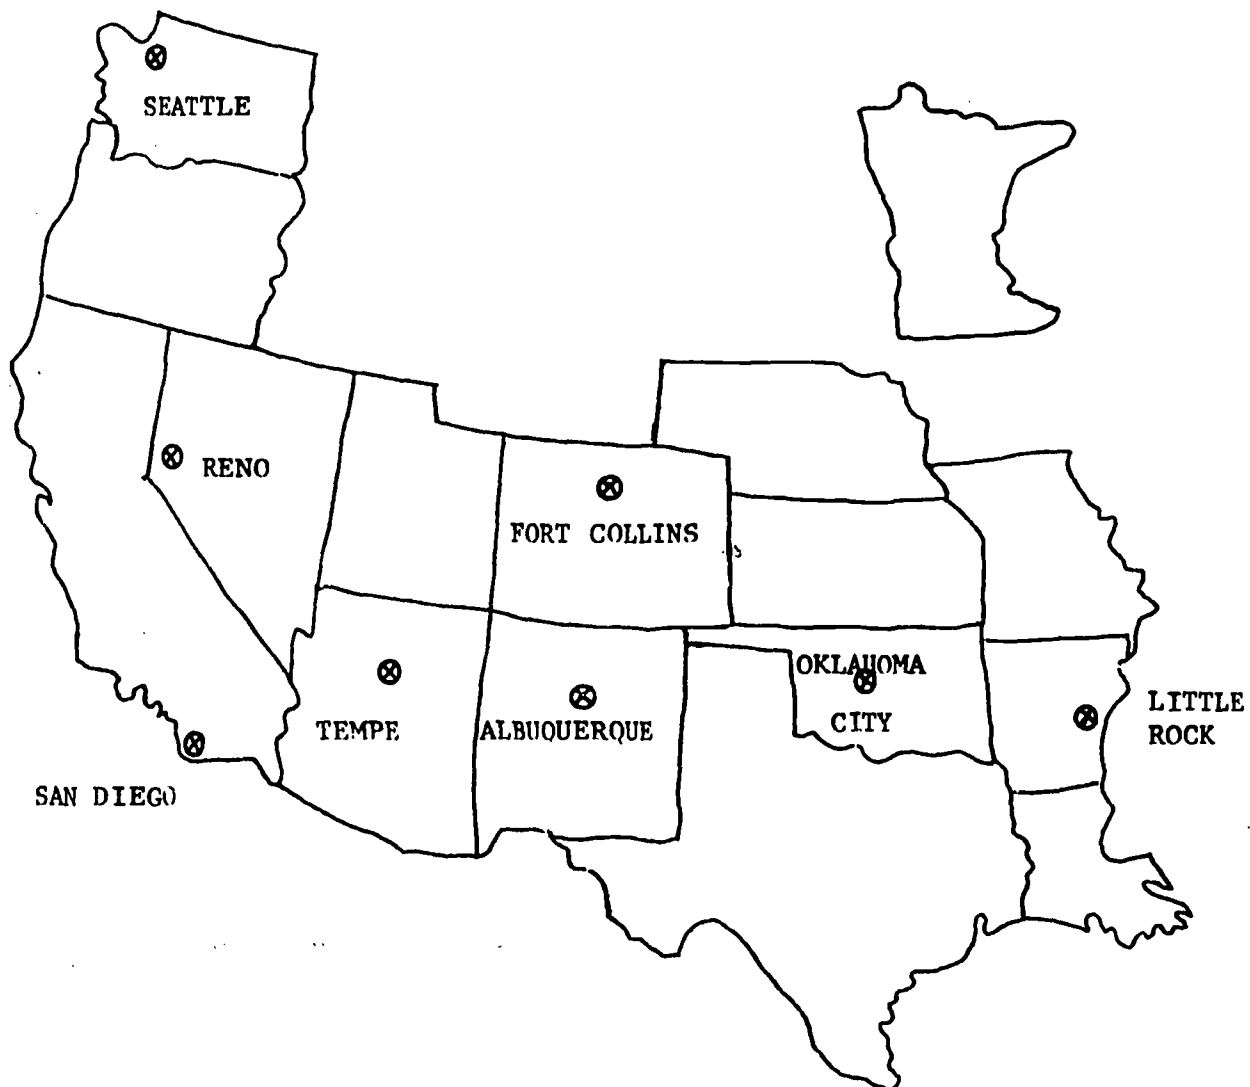 SEATTLE
RENO
FORT COLLINS
OKLAHOMA
CITY
TEMPE
ALBUQUERQUE
LITTLE
ROCK
SAN DIEGO